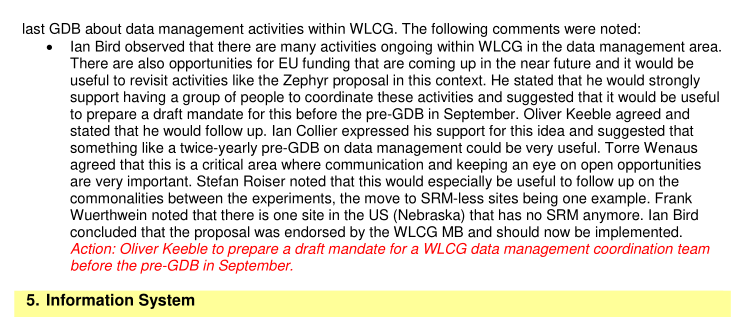 last GDB about data management activities within WLCG. The following comments were noted:
• Ian Bird observed that there are many activities ongoing within WLCG in the data management area.
There are also opportunities for EU funding that are coming up in the near future and it would be
useful to revisit activities like the Zephyr proposal in this context. He stated that he would strongly
support having a group of people to coordinate these activities and suggested that it would be useful
to prepare a draft mandate for this before the pre-GDB in September. Oliver Keeble agreed and
stated that he would follow up. Ian Collier expressed his support for this idea and suggested that
something like a twice-yearly pre-GDB on data management could be very useful. Torre Wenaus
agreed that this is a critical area where communication and keeping an eye on open opportunities
are very important. Stefan Roiser noted that this would especially be useful to follow up on the
commonalities between the experiments, the move to SRM-less sites being one example. Frank
Wuerthwein noted that there is one site in the US (Nebraska) that has no SRM anymore. Ian Bird
concluded that the proposal was endorsed by the WLCG MB and should now be implemented.
Action: Oliver Keeble to prepare a draft mandate for a WLCG data management coordination team
before the pre-GDB in September.
5. Information System